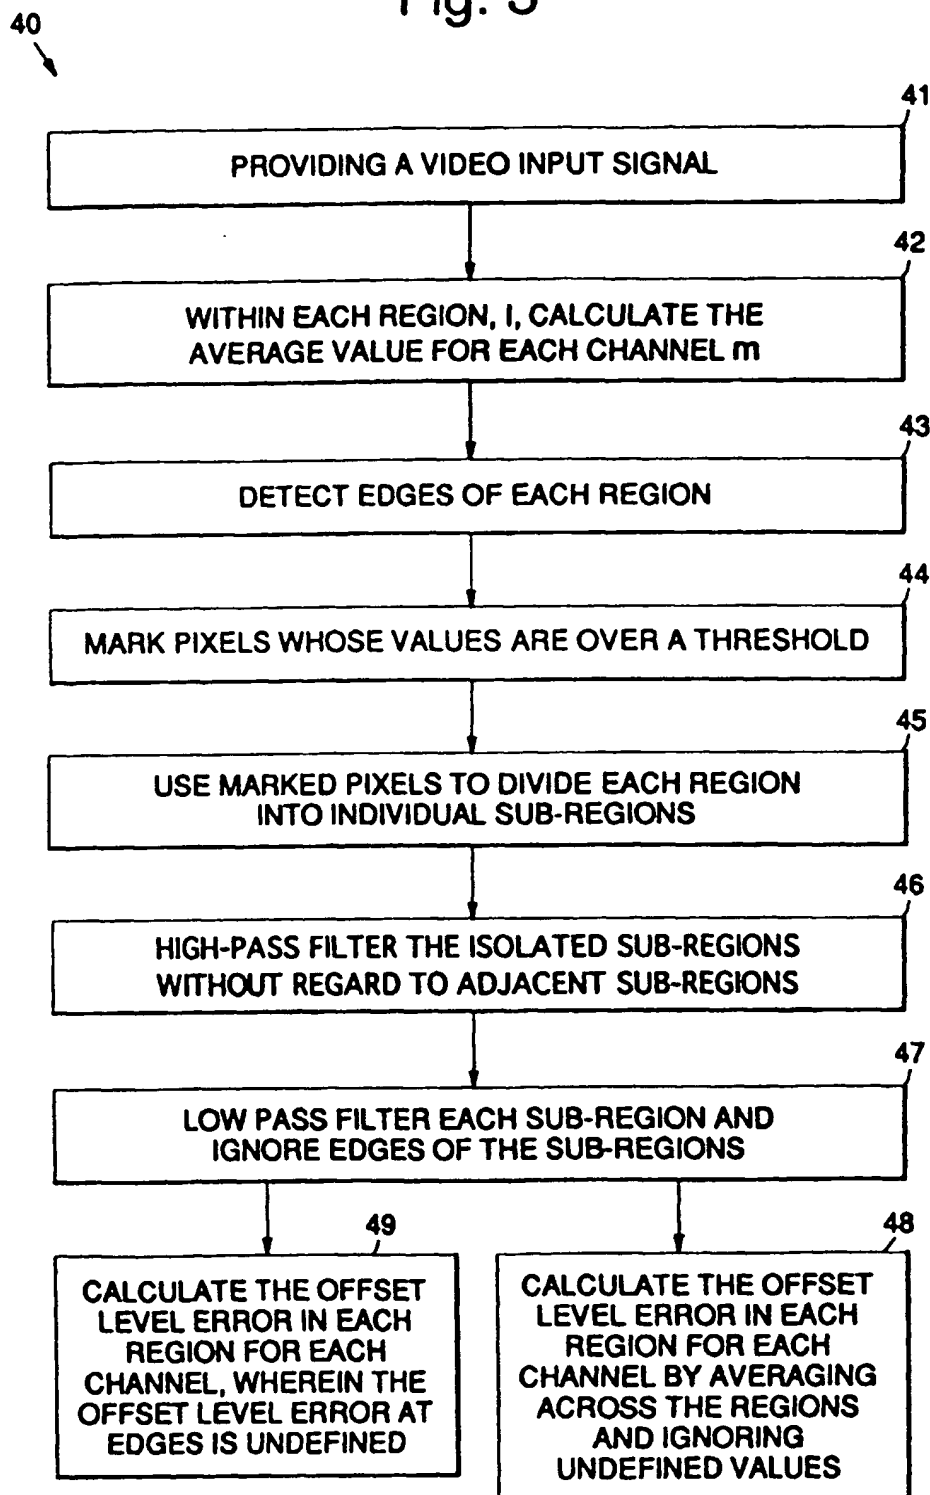 Fig. 3
40
41
PROVIDING A VIDEO INPUT SIGNAL
42
WITHIN EACH REGION, I, CALCULATE THE
AVERAGE VALUE FOR EACH CHANNEL m
43
DETECT EDGES OF EACH REGION
44
MARK PIXELS WHOSE VALUES ARE OVER A THRESHOLD
45
USE MARKED PIXELS TO DIVIDE EACH REGION
INTO INDIVIDUAL SUB-REGIONS
46
HIGH-PASS FILTER THE ISOLATED SUB-REGIONS
WITHOUT REGARD TO ADJACENT SUB-REGIONS
47
LOW PASS FILTER EACH SUB-REGION AND
IGNORE EDGES OF THE SUB-REGIONS
49
CALCULATE THE OFFSET
LEVEL ERROR IN EACH
REGION FOR EACH
CHANNEL, WHEREIN THE
OFFSET LEVEL ERROR AT
EDGES IS UNDEFINED
48
CALCULATE THE OFFSET
LEVEL ERROR IN EACH
REGION FOR EACH
CHANNEL BY AVERAGING
ACROSS THE REGIONS
AND IGNORING
UNDEFINED VALUES